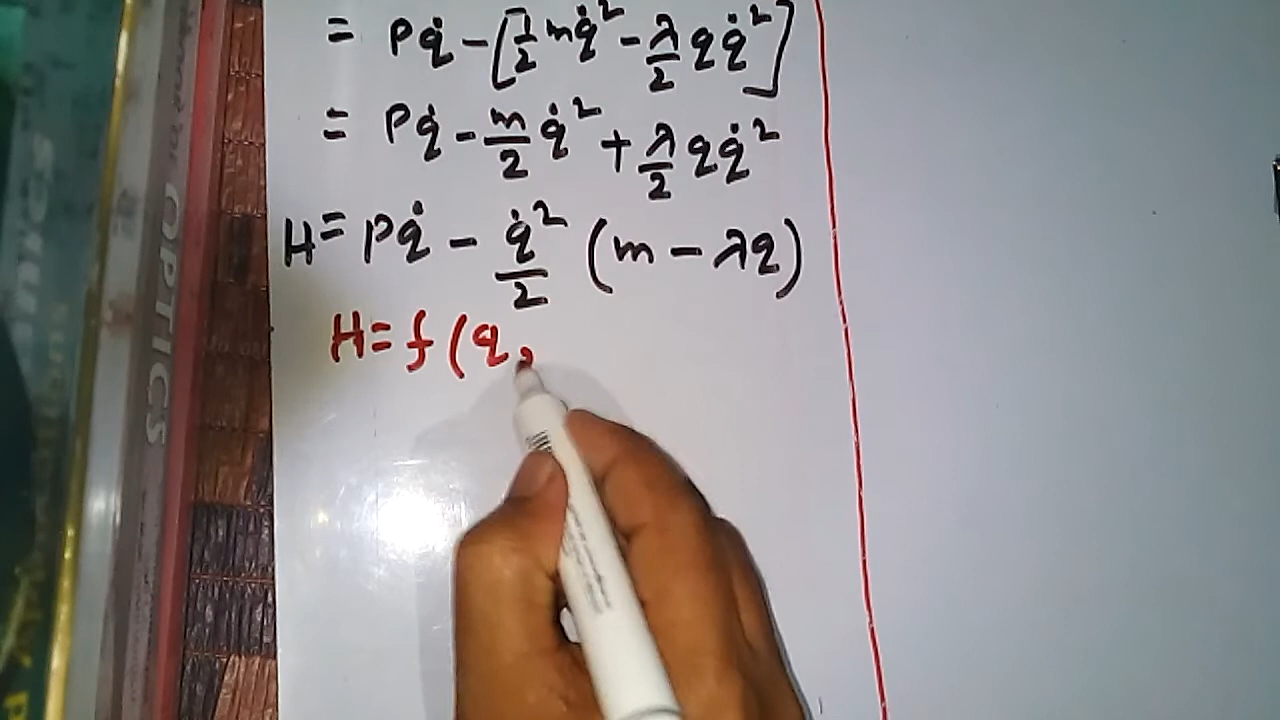 = pq̇ - [1/2 mq̇² - λ/2 qq̇²]
= pq̇ - m/2 q̇² + λ/2 qq̇²
H = pq̇ - q̇²/2 (m - λq)
H = f (q,
OPTICS